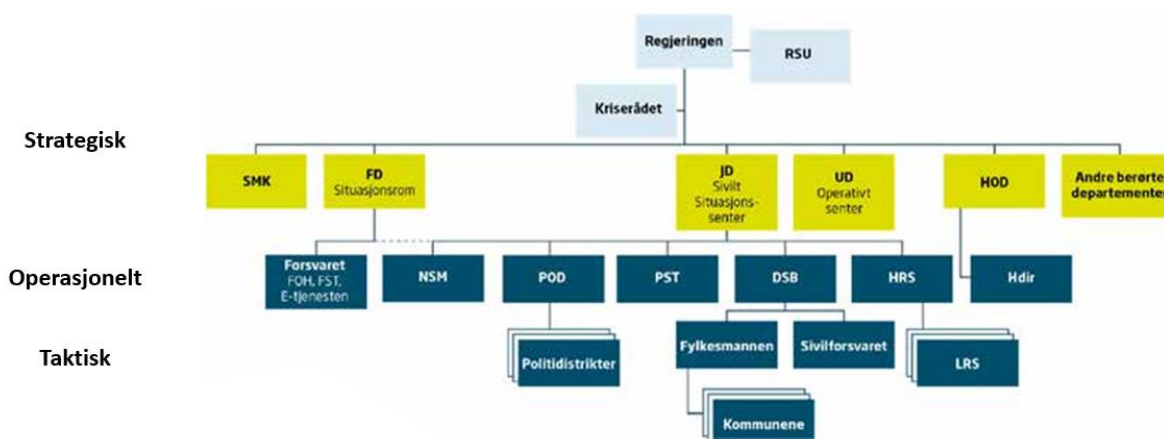 Regjeringen
RSU
Kriserådet
Strategisk
SMK
FD
Situasjonsrom
JD
Sivilt
Situasjons-
senter
UD
Operativt
senter
HOD
Andre berørte
departementer
Operasjonelt
Forsvaret
FOH, FST,
E-tjenesten
NSM
POD
PST
DSB
HRS
Hdir
Taktisk
Politidistrikter
Fylkesmannen
Sivilforsvaret
LRS
Kommunene